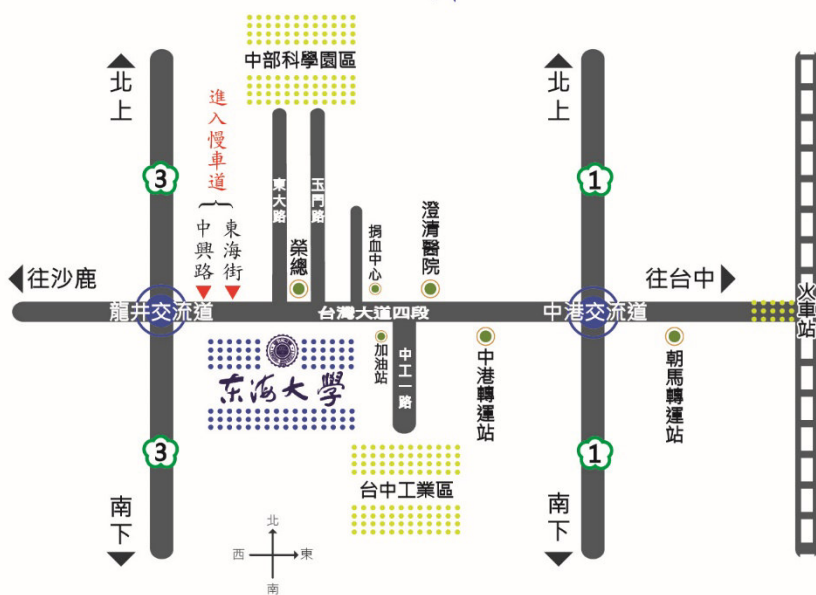 中部科學園區
北上
北上
進入慢車道
3
1
東大路
玉門路
中興路
東海街
榮總
捐血中心
澄清醫院
往沙鹿
往台中
龍井交流道
台灣大道四段
中港交流道
火車站
东海大學
加油站
中工一路
中港轉運站
朝馬轉運站
3
1
台中工業區
南下
南下
北
西
東
南